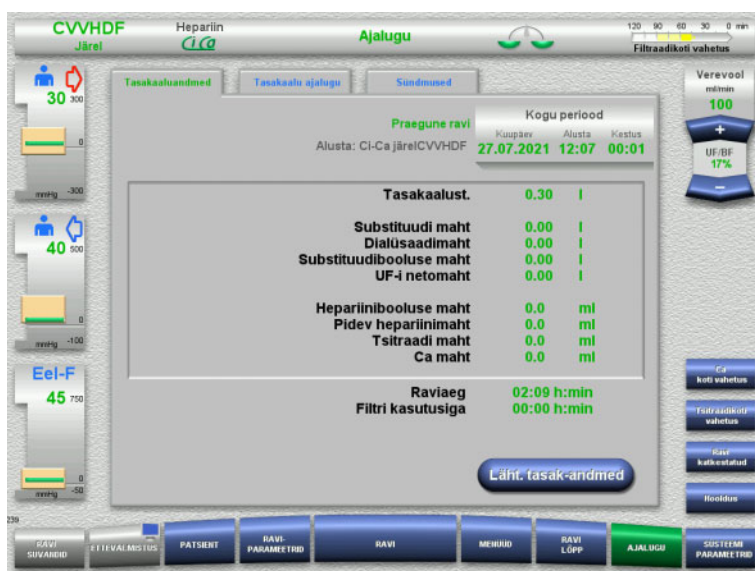 CVVHDF
Järel
Hepariin
Ci Ca
Ajalugu
120 90 60 30 0 min
Filtraadikoti vahetus
30 300
0
mmHg -300
40 500
0
mmHg -100
Eel-F
45 750
0
mmHg -50
Tasakaaluandmed
Tasakaalu ajalugu
Sündmused
Praegune ravi
Kogu periood
Kuupäev Alusta Kestus
Alusta: Ci-Ca järelCVVHDF 27.07.2021 12:07 00:01
Tasakaalust. 0.30 l
Substituudi maht 0.00 l
Dialüsaadimaht 0.00 l
Substituudibooluse maht 0.00 l
UF-i netomaht 0.00 l
Hepariinibooluse maht 0.0 ml
Pidev hepariinimaht 0.0 ml
Tsitraadi maht 0.0 ml
Ca maht 0.0 ml
Raviaeg 02:09 h:min
Filtri kasutusiga 00:00 h:min
Läht. tasak-andmed
Verevool
ml/min
100
+
UF/BF
17%
−
Ca
koti vahetus
Tsitraadikoti
vahetus
Ravi
katkestatud
Hooldus
239
RAVI
SUVANDID
ETTEVALMISTUS
PATSIENT
RAVI-
PARAMEETRID
RAVI
MENÜÜD
RAVI
LÕPP
AJALUGU
SÜSTEEMI
PARAMEETRID